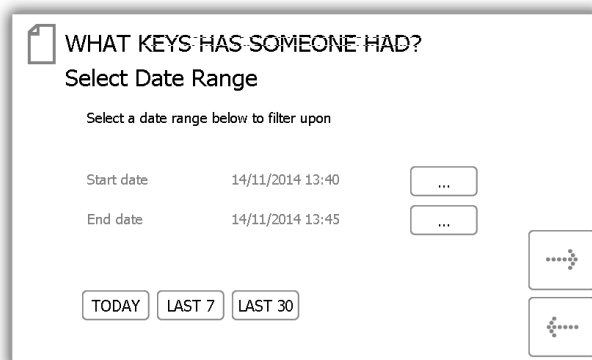 WHAT KEYS HAS SOMEONE HAD?
Select Date Range
Select a date range below to filter upon
Start date 14/11/2014 13:40 ...
End date 14/11/2014 13:45 ...
TODAY LAST 7 LAST 30